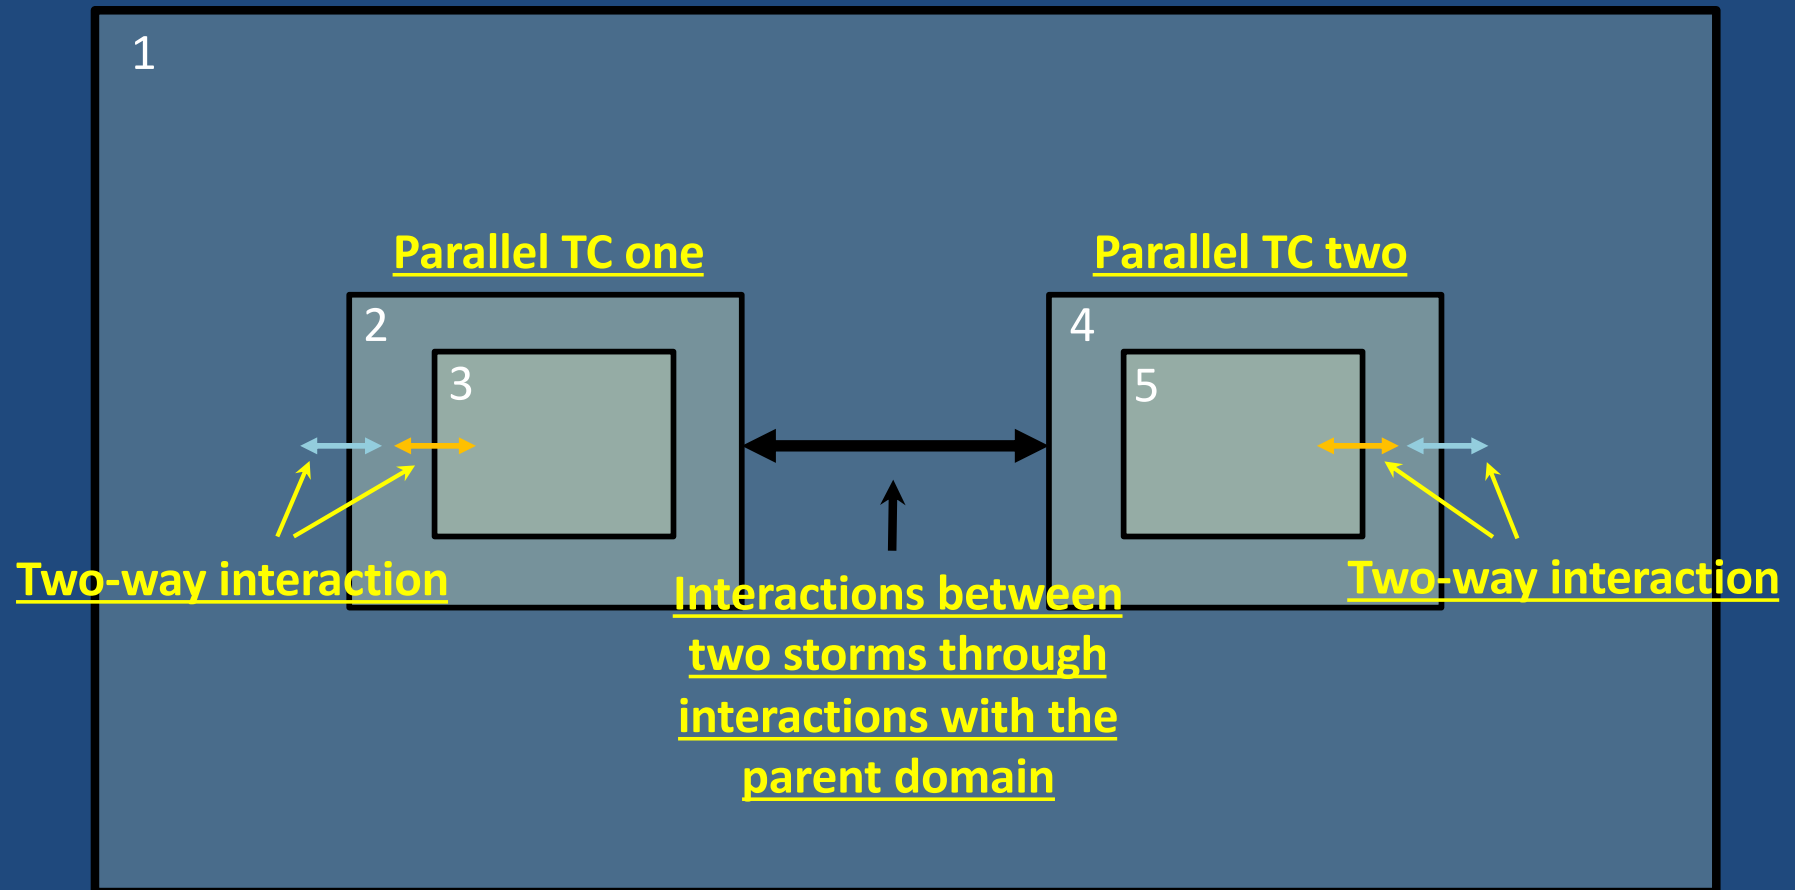 1
Parallel TC one
Parallel TC two
2
3
4
5
Two-way interaction
Two-way interaction
Interactions between
two storms through
interactions with the
parent domain